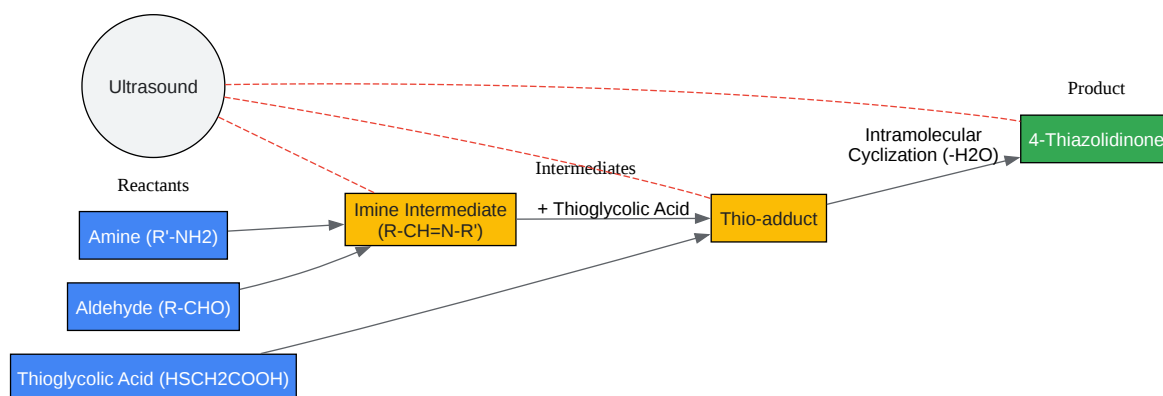 Ultrasound
Product
Intramolecular
Cyclization (-H2O)
4-Thiazolidinone
Intermediates
Reactants
Imine Intermediate
(R-CH=N-R')
+ Thioglycolic Acid
Thio-adduct
Amine (R'-NH2)
Aldehyde (R-CHO)
Thioglycolic Acid (HSCH2COOH)